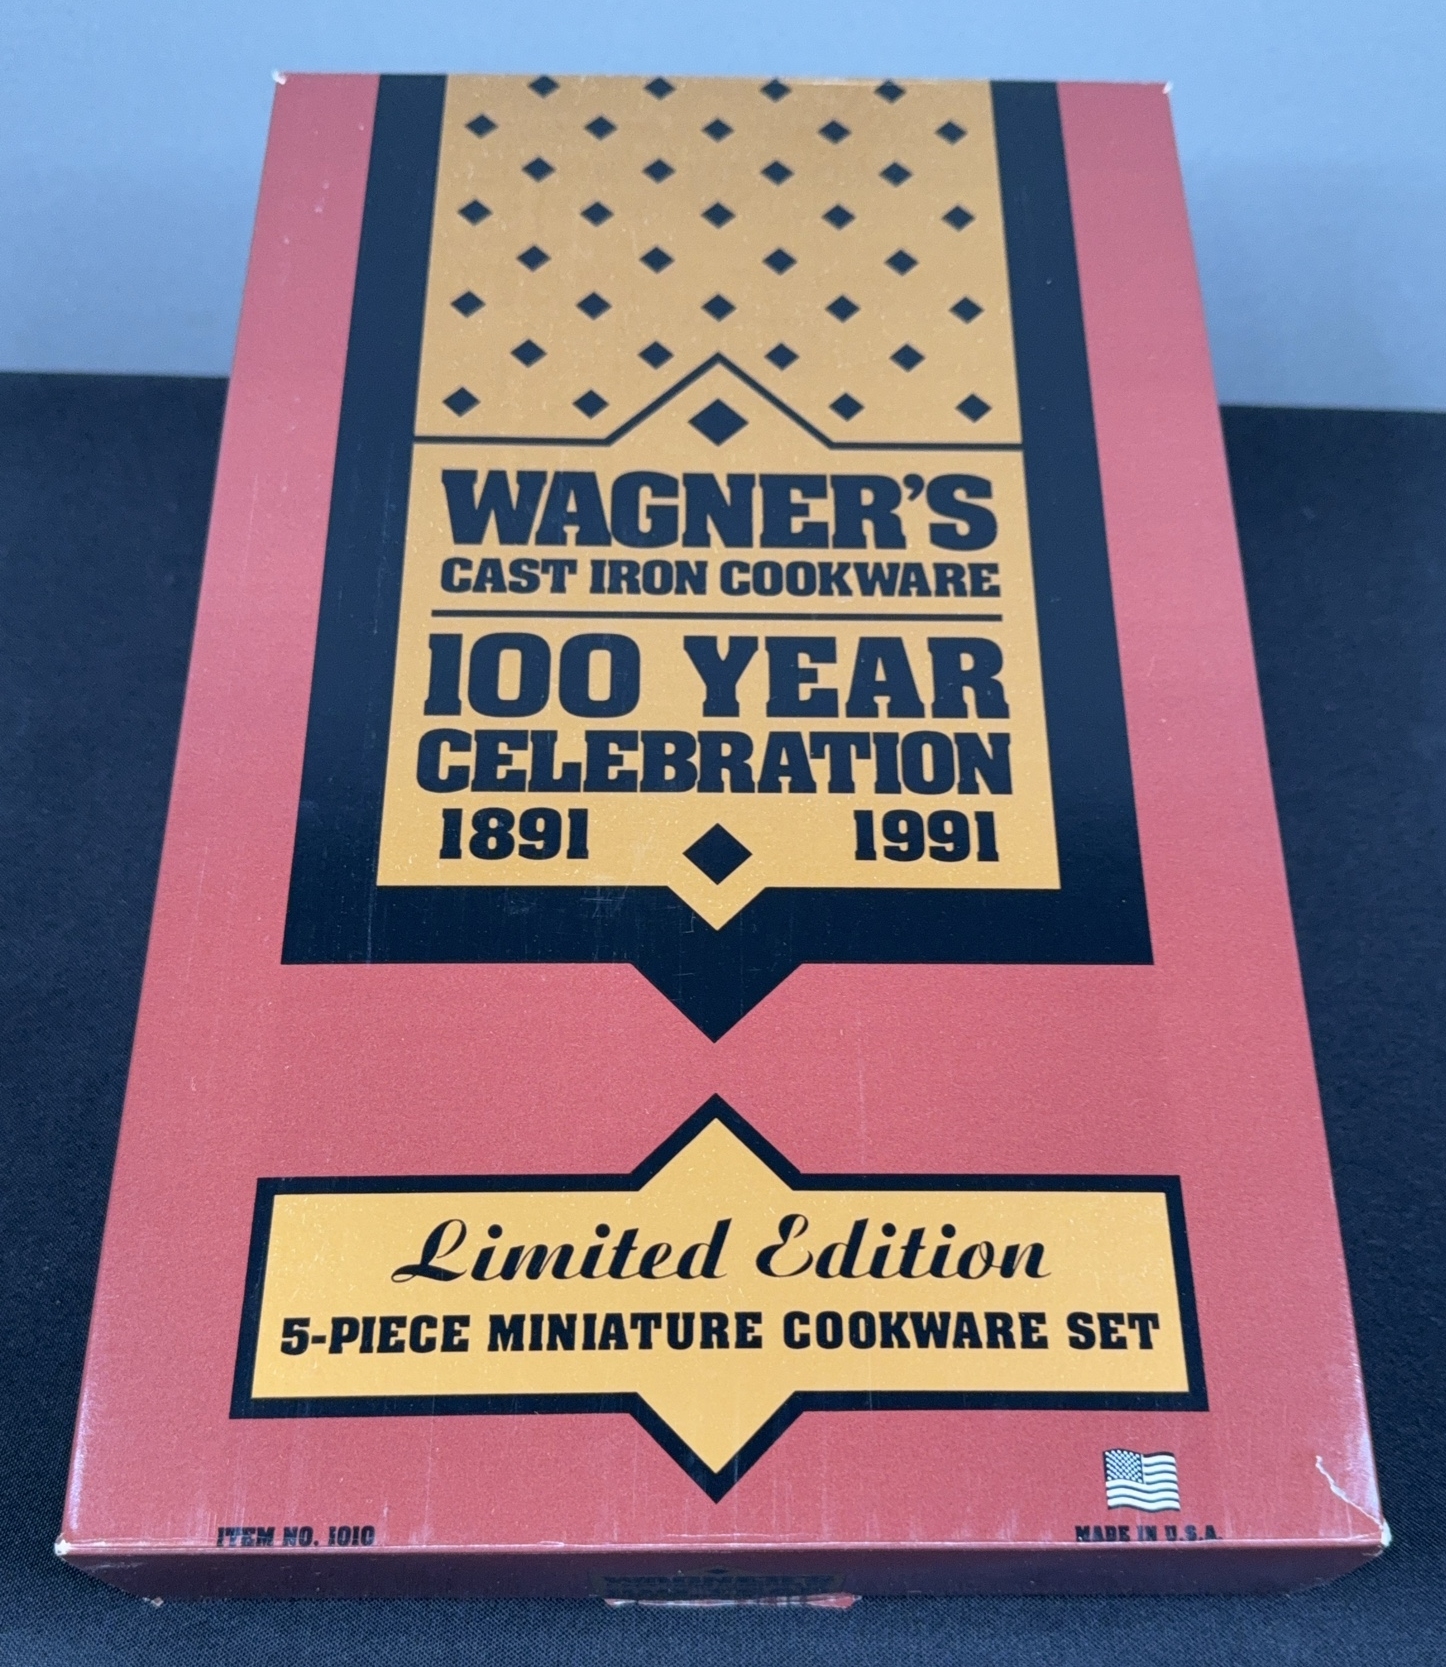 WAGNER'S
CAST IRON COOKWARE
100 YEAR
CELEBRATION
1891 1991
Limited Edition
5-PIECE MINIATURE COOKWARE SET
ITEM NO. 1010
MADE IN U.S.A.